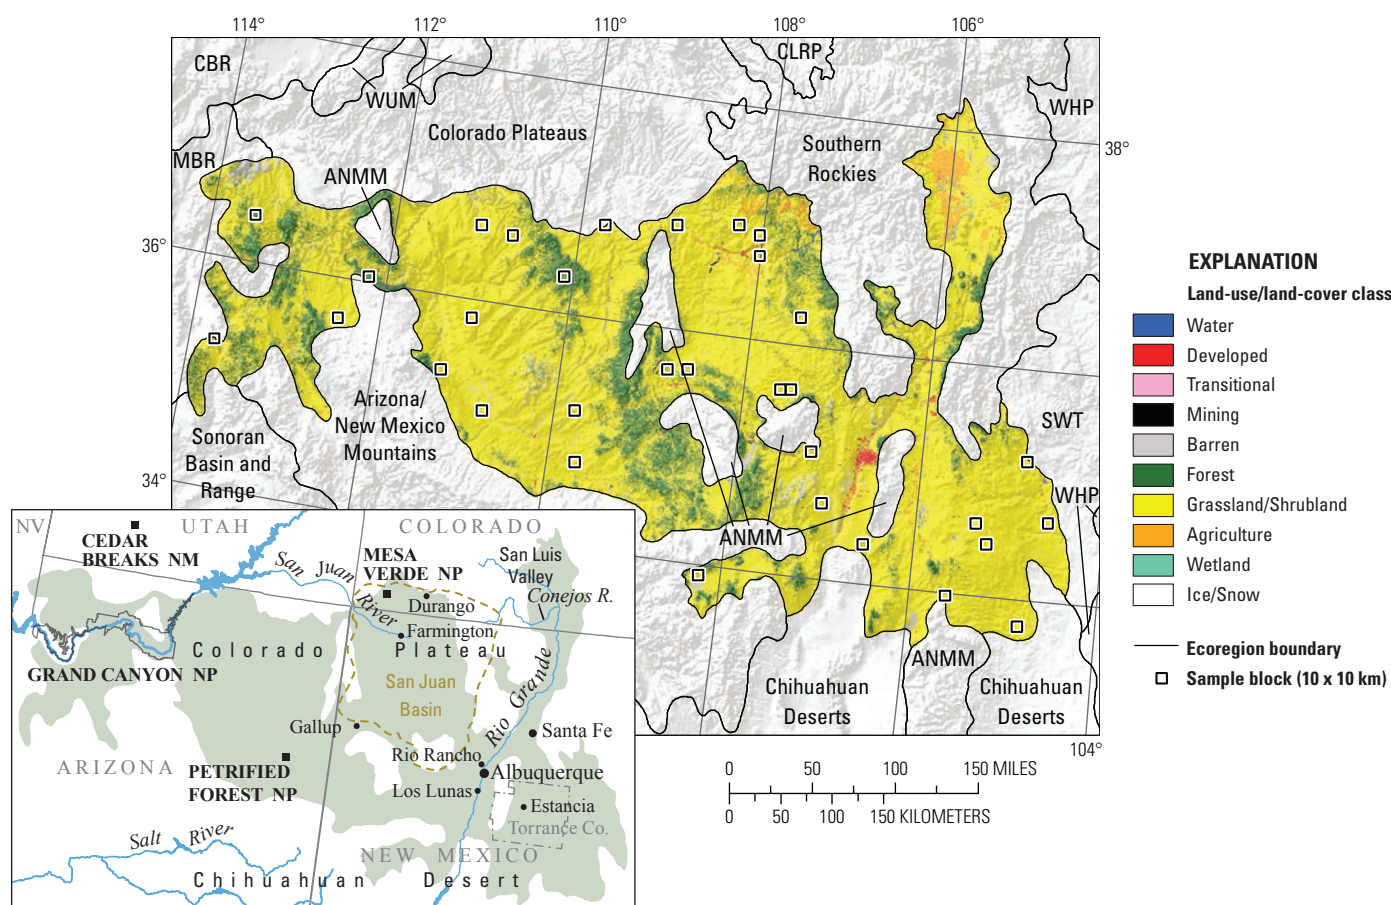 114°
112°
110°
108°
106°
CBR
WUM
CLRP
WHP
Colorado Plateaus
Southern
Rockies
38°
MBR
ANMM
36°
Arizona/
New Mexico
Mountains
Sonoran
Basin and
Range
34°
SWT
WHP
ANMM
ANMM
Chihuahuan
Deserts
Chihuahuan
Deserts
104°
EXPLANATION
Land-use/land-cover class
Water
Developed
Transitional
Mining
Barren
Forest
Grassland/Shrubland
Agriculture
Wetland
Ice/Snow
Ecoregion boundary
Sample block (10 x 10 km)
0 50 100 150 MILES
0 50 100 150 KILOMETERS
NV
UTAH
COLORADO
CEDAR
BREAKS NM
San Juan
River
MESA
VERDE NP
San Luis
Valley
Conejos R.
Durango
Farmington
Colorado Plateau
GRAND CANYON NP
San Juan
Basin
Rio Grande
Gallup
Santa Fe
Rio Rancho
ARIZONA
PETRIFIED
FOREST NP
Albuquerque
Los Lunas
Estancia
Torrance Co.
Salt River
NEW MEXICO
Chihuahuan Desert